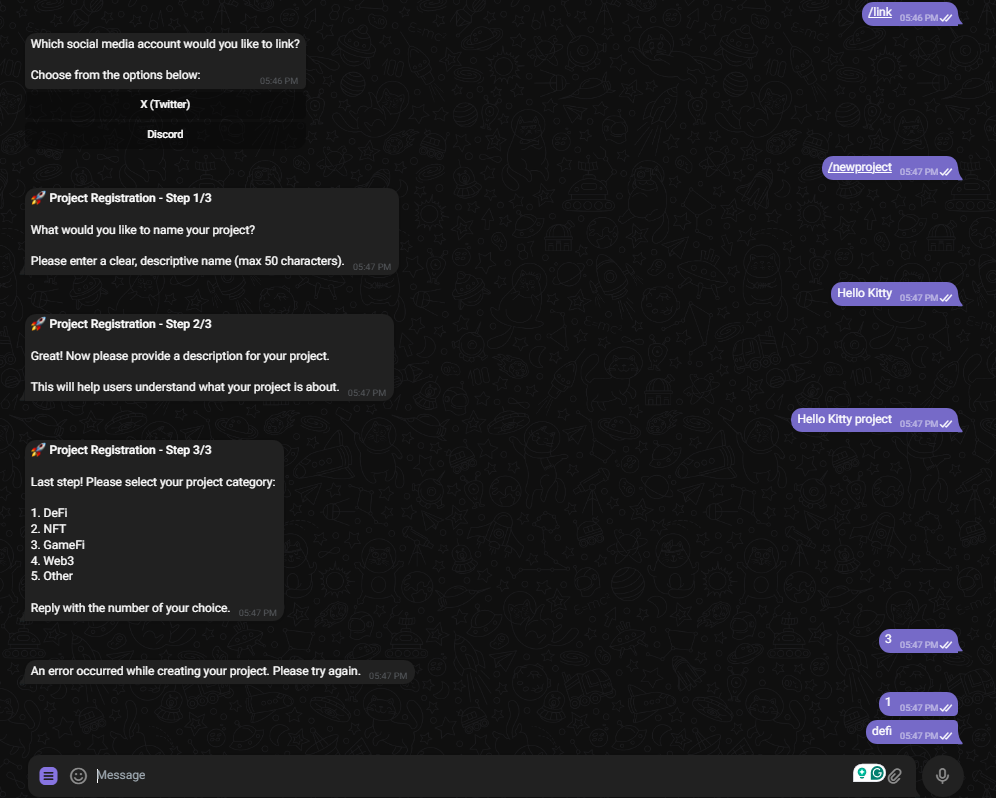 /link 05:46 PM
Which social media account would you like to link?
Choose from the options below: 05:46 PM
X (Twitter)
Discord
/newproject 05:47 PM
🚀 Project Registration - Step 1/3
What would you like to name your project?
Please enter a clear, descriptive name (max 50 characters). 05:47 PM
Hello Kitty 05:47 PM
🚀 Project Registration - Step 2/3
Great! Now please provide a description for your project.
This will help users understand what your project is about. 05:47 PM
Hello Kitty project 05:47 PM
🚀 Project Registration - Step 3/3
Last step! Please select your project category:
1. DeFi
2. NFT
3. GameFi
4. Web3
5. Other
Reply with the number of your choice. 05:47 PM
3 05:47 PM
An error occurred while creating your project. Please try again. 05:47 PM
1 05:47 PM
defi 05:47 PM
Message